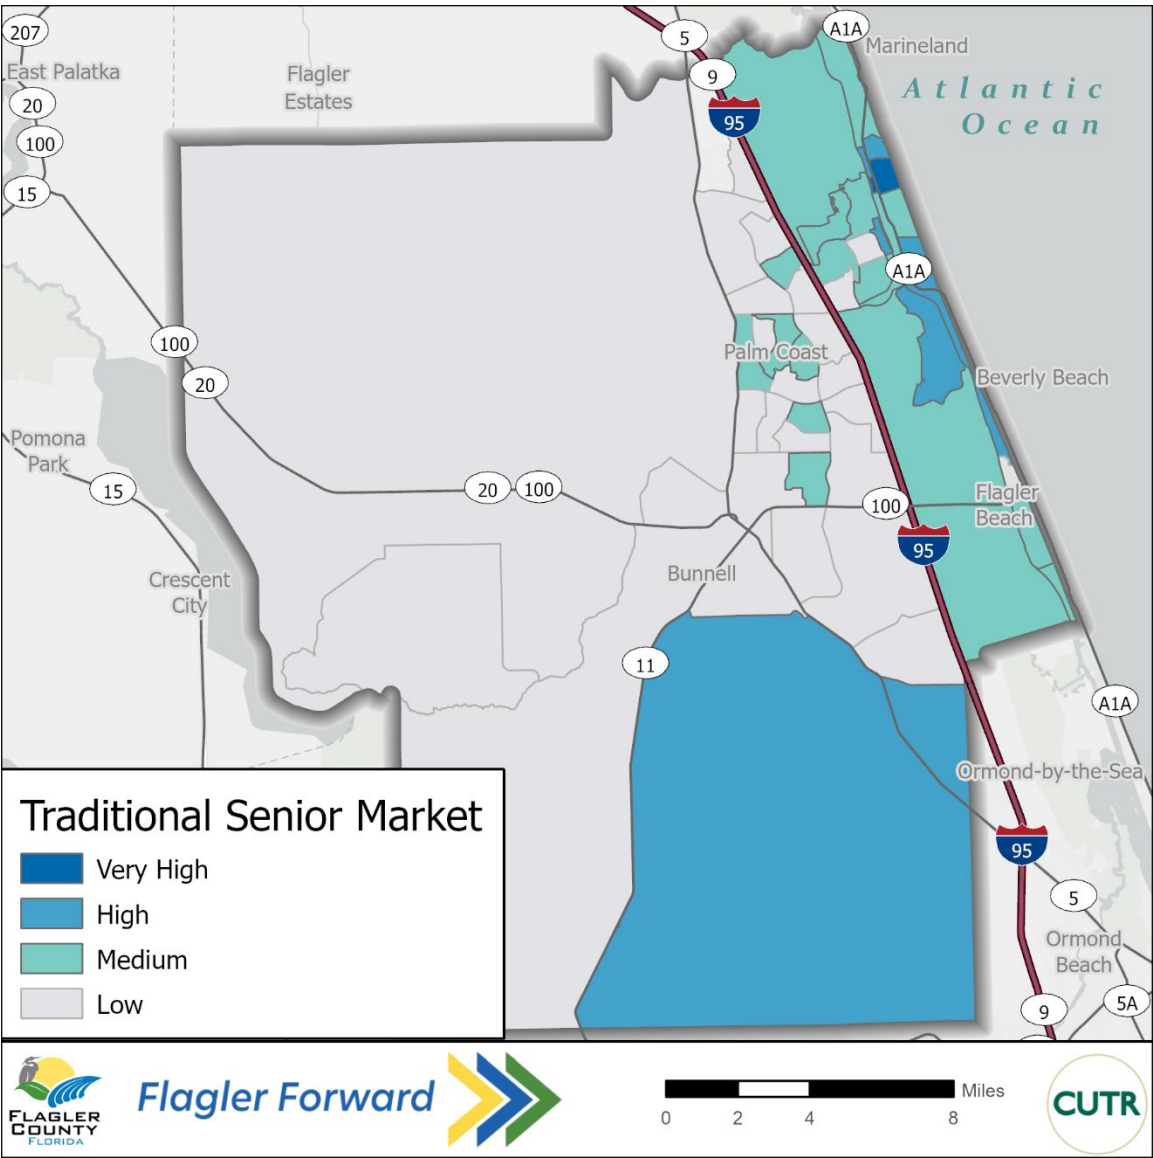 207
East Palatka
20
100
15
Flagler
Estates
5
9
95
A1A
Marineland
Atlantic
Ocean
A1A
100
20
Palm Coast
Beverly Beach
Pomona
Park
15
20
100
100
Flagler
Beach
95
Crescent
City
Bunnell
11
A1A
Ormond-by-the-Sea
95
5
Ormond
Beach
9
5A
Traditional Senior Market
Very High
High
Medium
Low
FLAGLER
COUNTY
FLORIDA
Flagler Forward
Miles
0 2 4 8
CUTR